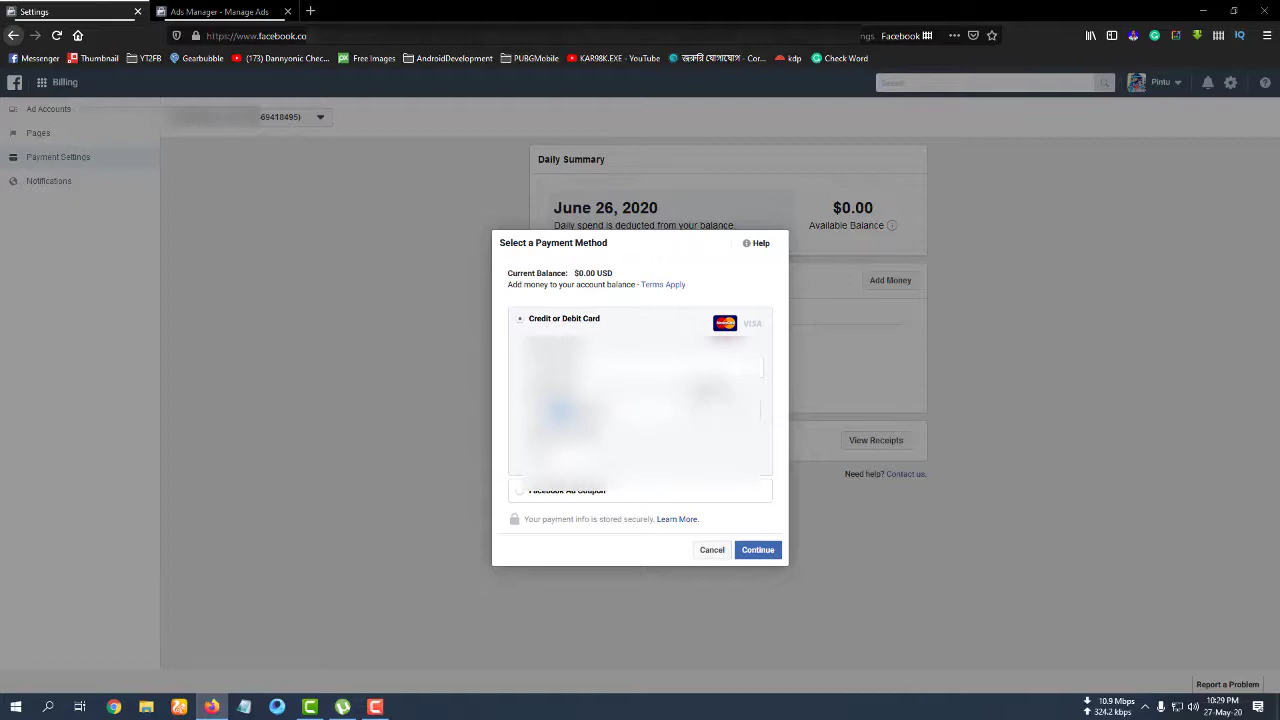 Settings
Ads Manager - Manage Ads
https://www.facebook.co
ngs Facebook
Messenger
Thumbnail
YT2FB
Gearbubble
(173) Dannyonic Chec...
Free Images
AndroidDevelopment
PUBGMobile
KAR98K.EXE - YouTube
kdp
Check Word
Billing
Search
Pintu
Ad Accounts
69418495)
Pages
Payment Settings
Notifications
Daily Summary
June 26, 2020
Daily spend is deducted from your balance.
$0.00
Available Balance
Add Money
View Receipts
Need help? Contact us.
Select a Payment Method
Help
Current Balance: $0.00 USD
Add money to your account balance · Terms Apply
Credit or Debit Card
MasterCard
VISA
Facebook Ad Coupon
Your payment info is stored securely. Learn More.
Cancel
Continue
Report a Problem
10.9 Mbps
324.2 kbps
10:29 PM
27-May-20